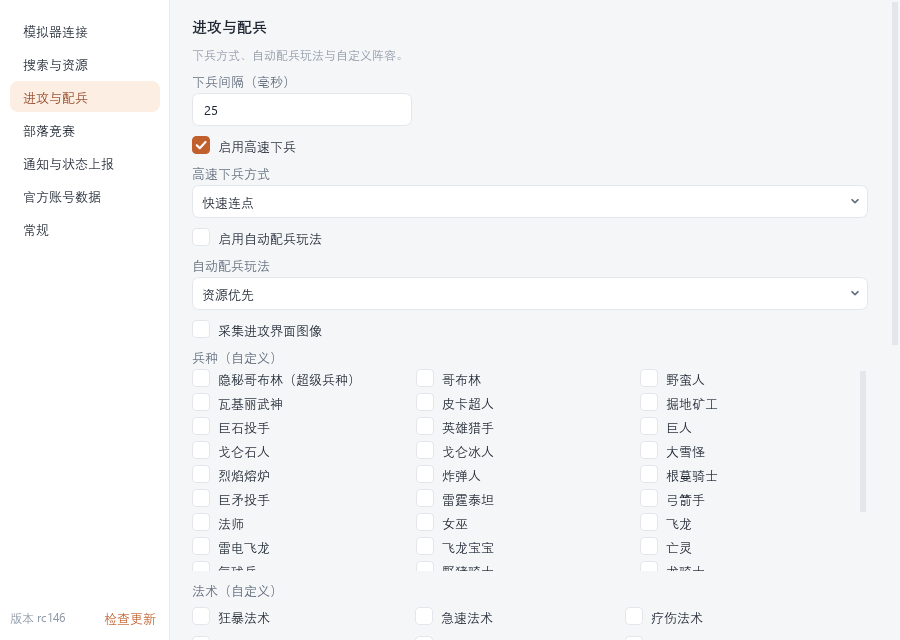 模拟器连接
搜索与资源
进攻与配兵
部落竞赛
通知与状态上报
官方账号数据
常规
版本 rc146
检查更新
进攻与配兵
下兵方式、自动配兵玩法与自定义阵容。
下兵间隔（毫秒）
25
启用高速下兵
高速下兵方式
快速连点
启用自动配兵玩法
自动配兵玩法
资源优先
采集进攻界面图像
兵种（自定义）
隐秘哥布林（超级兵种） 哥布林 野蛮人
瓦基丽武神 皮卡超人 掘地矿工
巨石投手 英雄猎手 巨人
戈仑石人 戈仑冰人 大雪怪
烈焰熔炉 炸弹人 根蔓骑士
巨矛投手 雷霆泰坦 弓箭手
法师 女巫 飞龙
雷电飞龙 飞龙宝宝 亡灵
气球兵 野猪骑士 龙骑士
法术（自定义）
狂暴法术 急速法术 疗伤法术